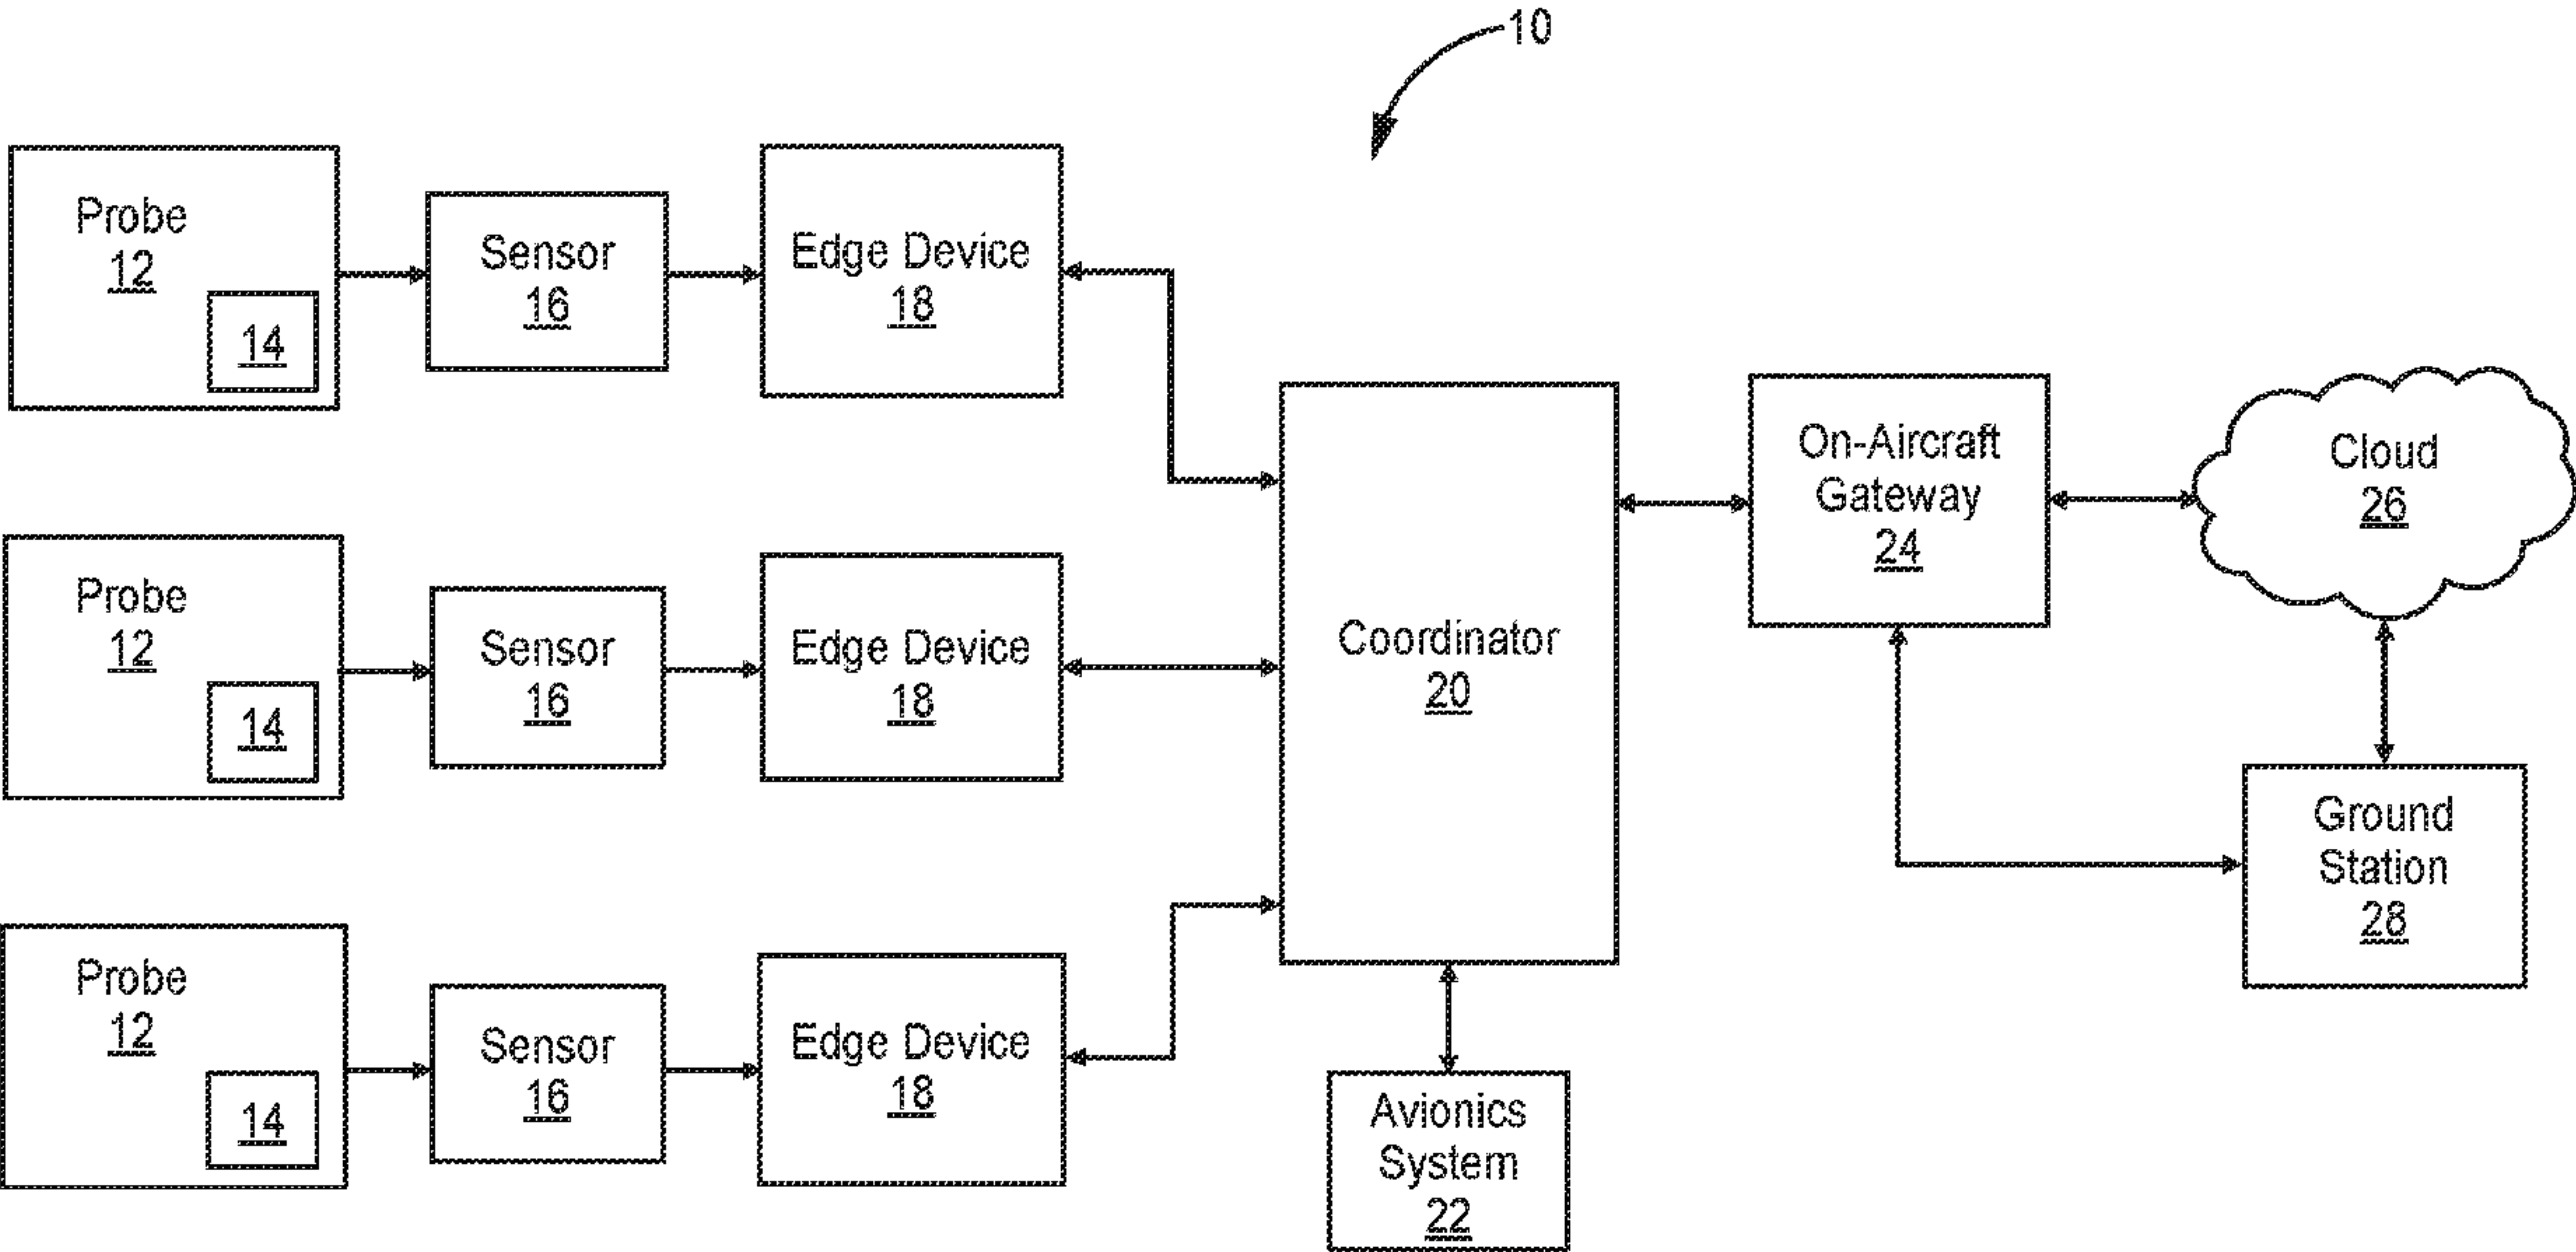 10
Probe
12
14
Sensor
16
Edge Device
18
Probe
12
14
Sensor
16
Edge Device
18
Probe
12
14
Sensor
16
Edge Device
18
Coordinator
20
Avionics
System
22
On-Aircraft
Gateway
24
Cloud
26
Ground
Station
28